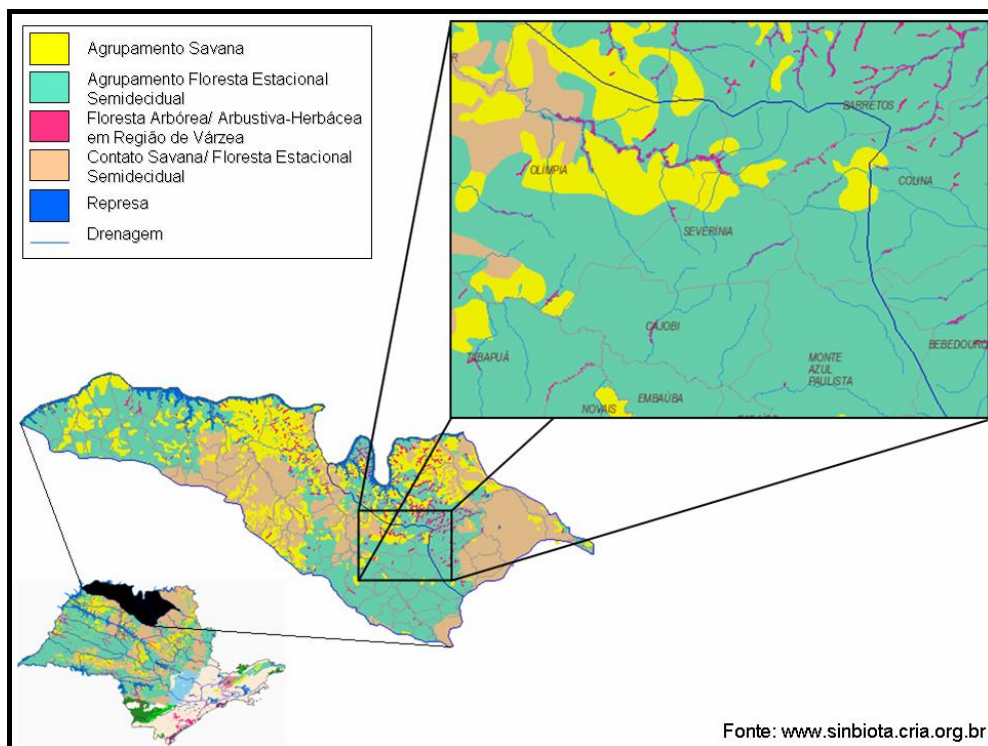 Agrupamento Savana
Agrupamento Floresta Estacional
Semidecidual
Floresta Arbórea/ Arbustiva-Herbácea
em Região de Várzea
Contato Savana/ Floresta Estacional
Semidecidual
Represa
Drenagem
BARRETOS
OLÍMPIA
COLINA
SEVERÍNIA
CAJOBI
TABAPUÃ
BEBEDOURO
MONTE
AZUL
PAULISTA
EMBAÚBA
NOVAIS
Fonte: www.sinbiota.cria.org.br